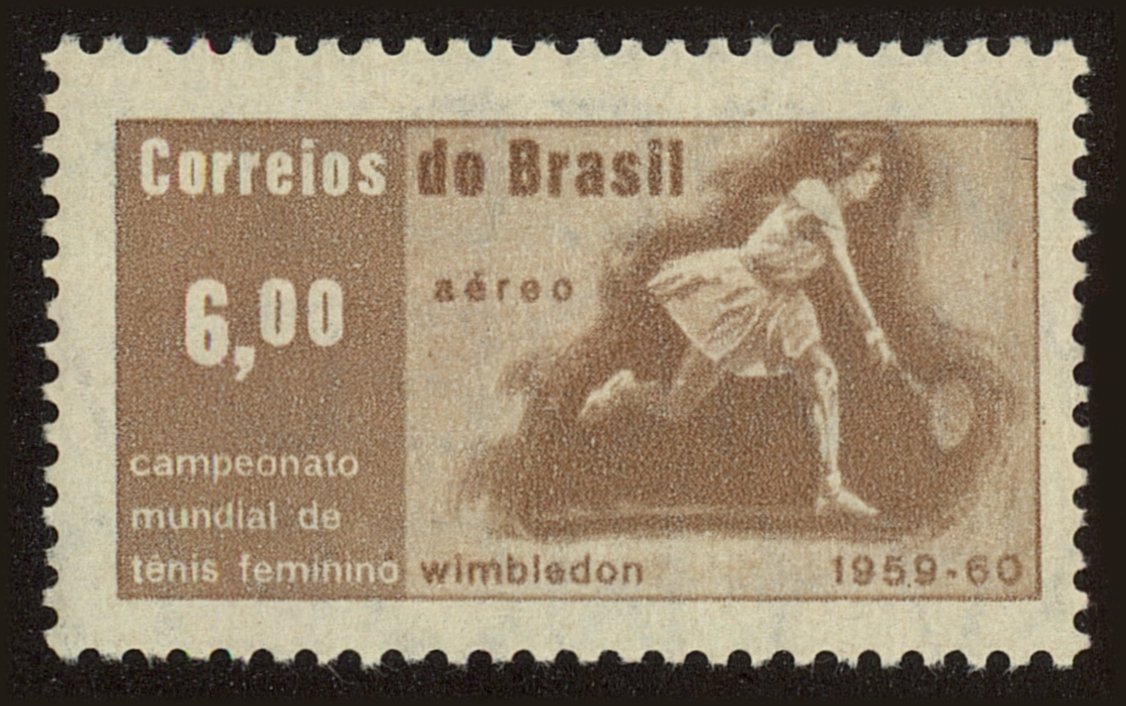 Correios do Brasil
aéreo
6,00
campeonato
mundial de
tênis feminino wimbledon 1959-60